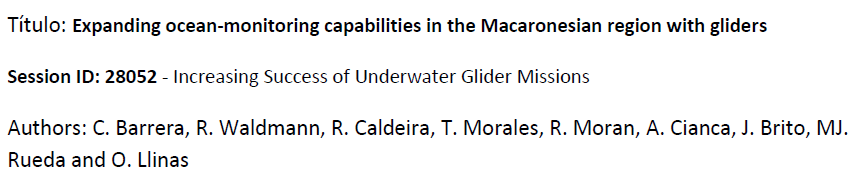 Título: Expanding ocean-monitoring capabilities in the Macaronesian region with gliders
Session ID: 28052 - Increasing Success of Underwater Glider Missions
Authors: C. Barrera, R. Waldmann, R. Caldeira, T. Morales, R. Moran, A. Cianca, J. Brito, MJ.
Rueda and O. Llinas